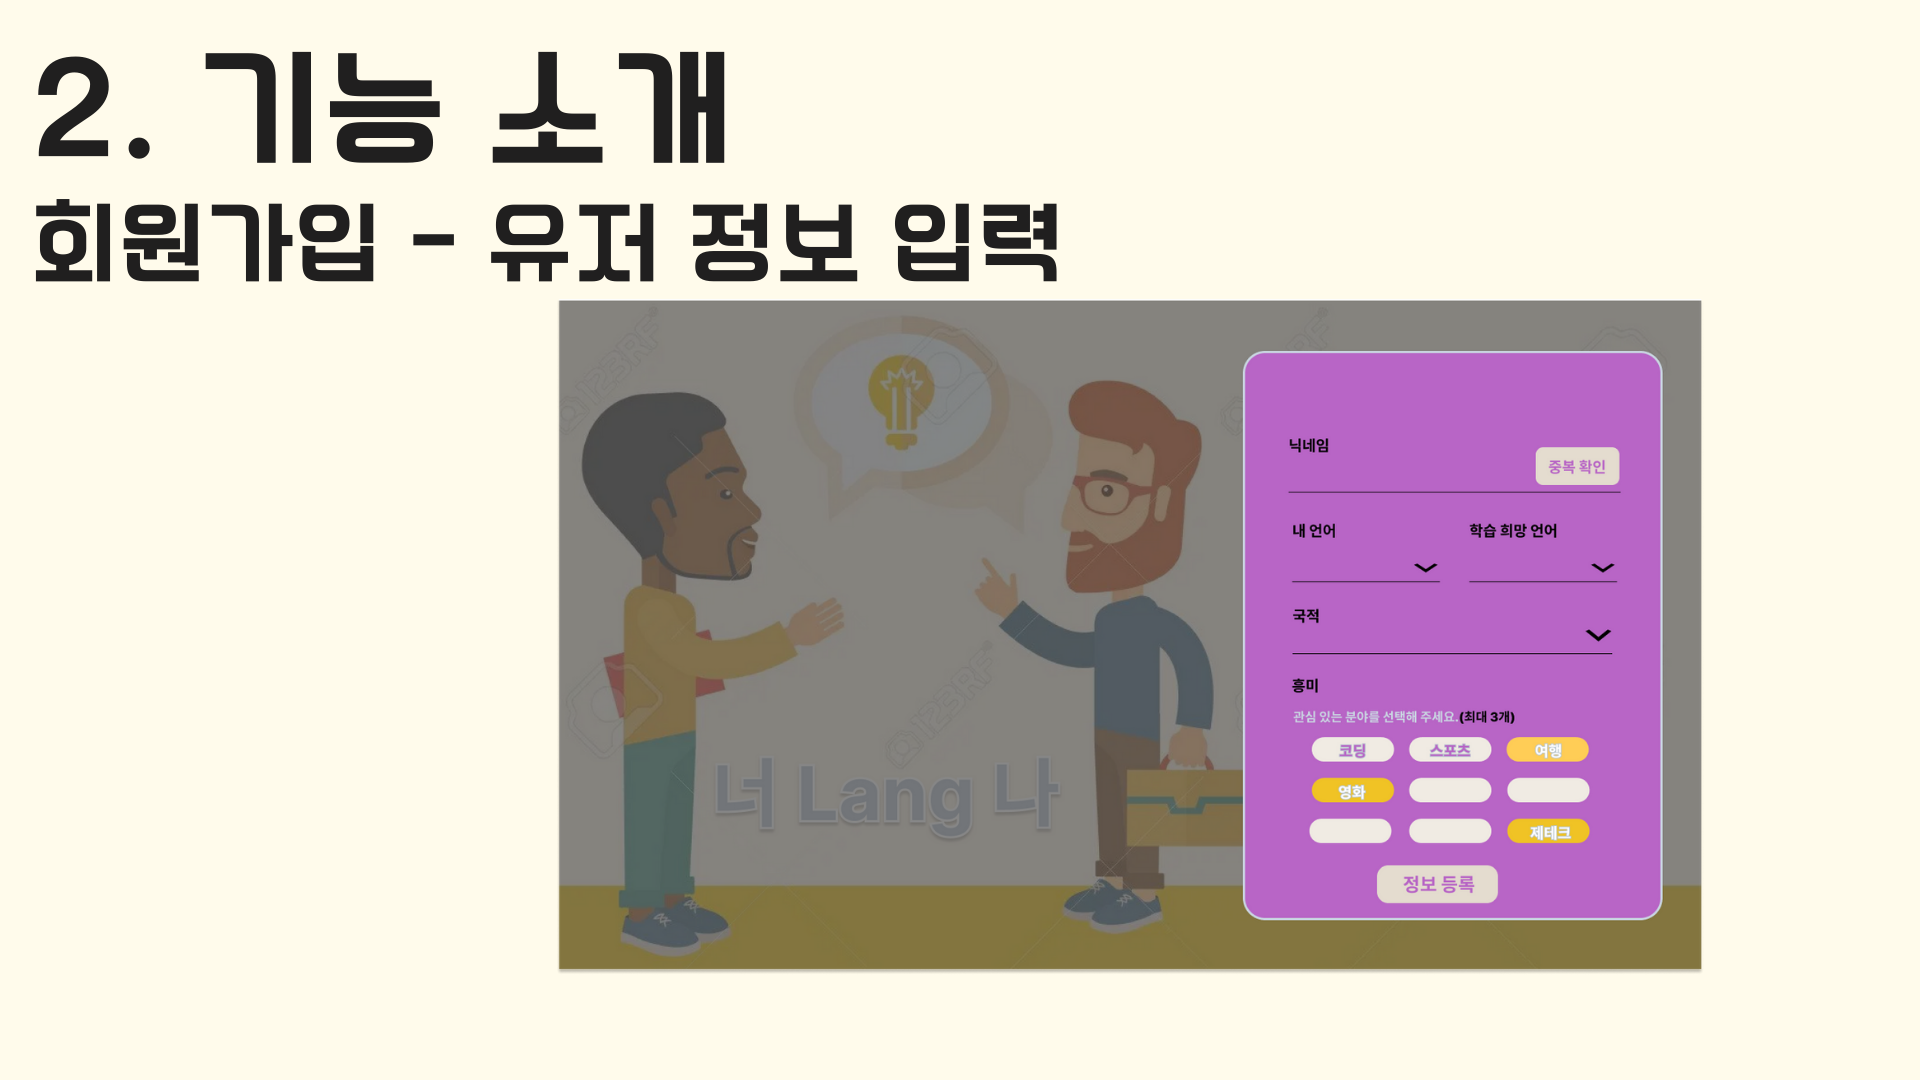 2. 기능 소개
회원가입 - 유저 정보 입력
123RF
123RF
너 Lang 나
닉네임
중복 확인
내 언어 학습 희망 언어
국적
흥미
관심 있는 분야를 선택해 주세요.(최대 3개)
코딩 스포츠 여행
영화
제테크
정보 등록